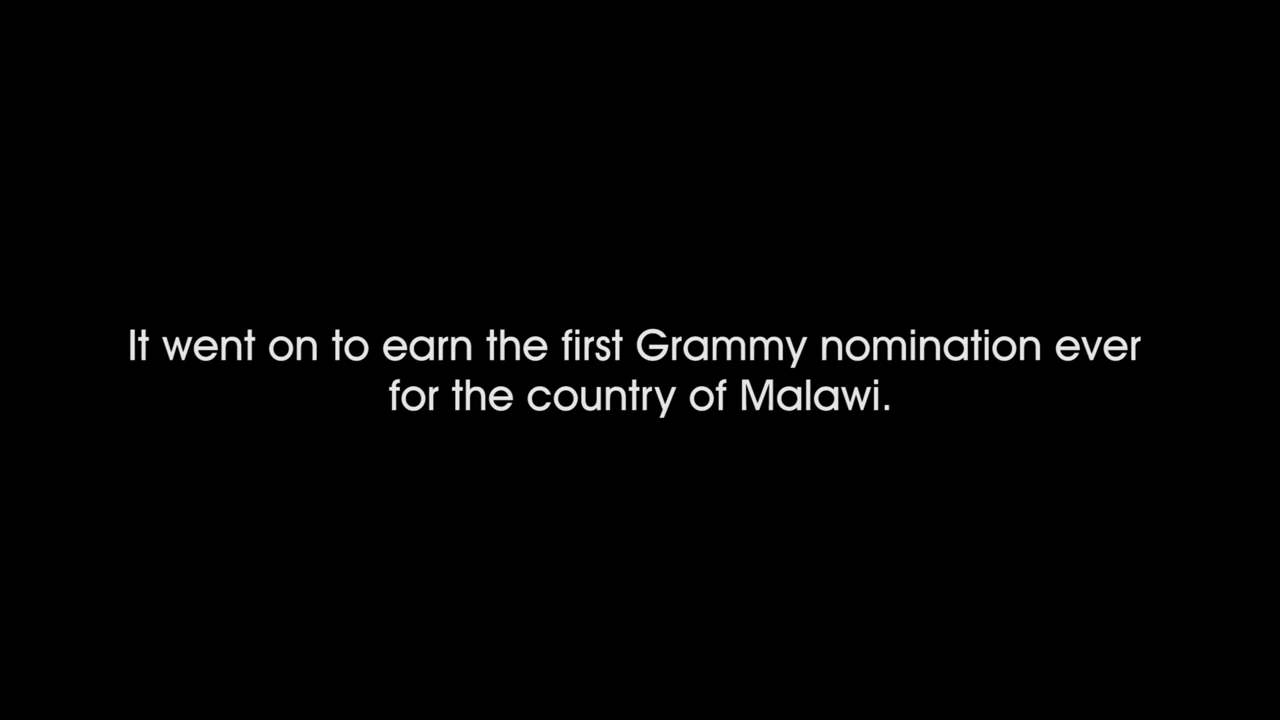 It went on to earn the first Grammy nomination ever
for the country of Malawi.